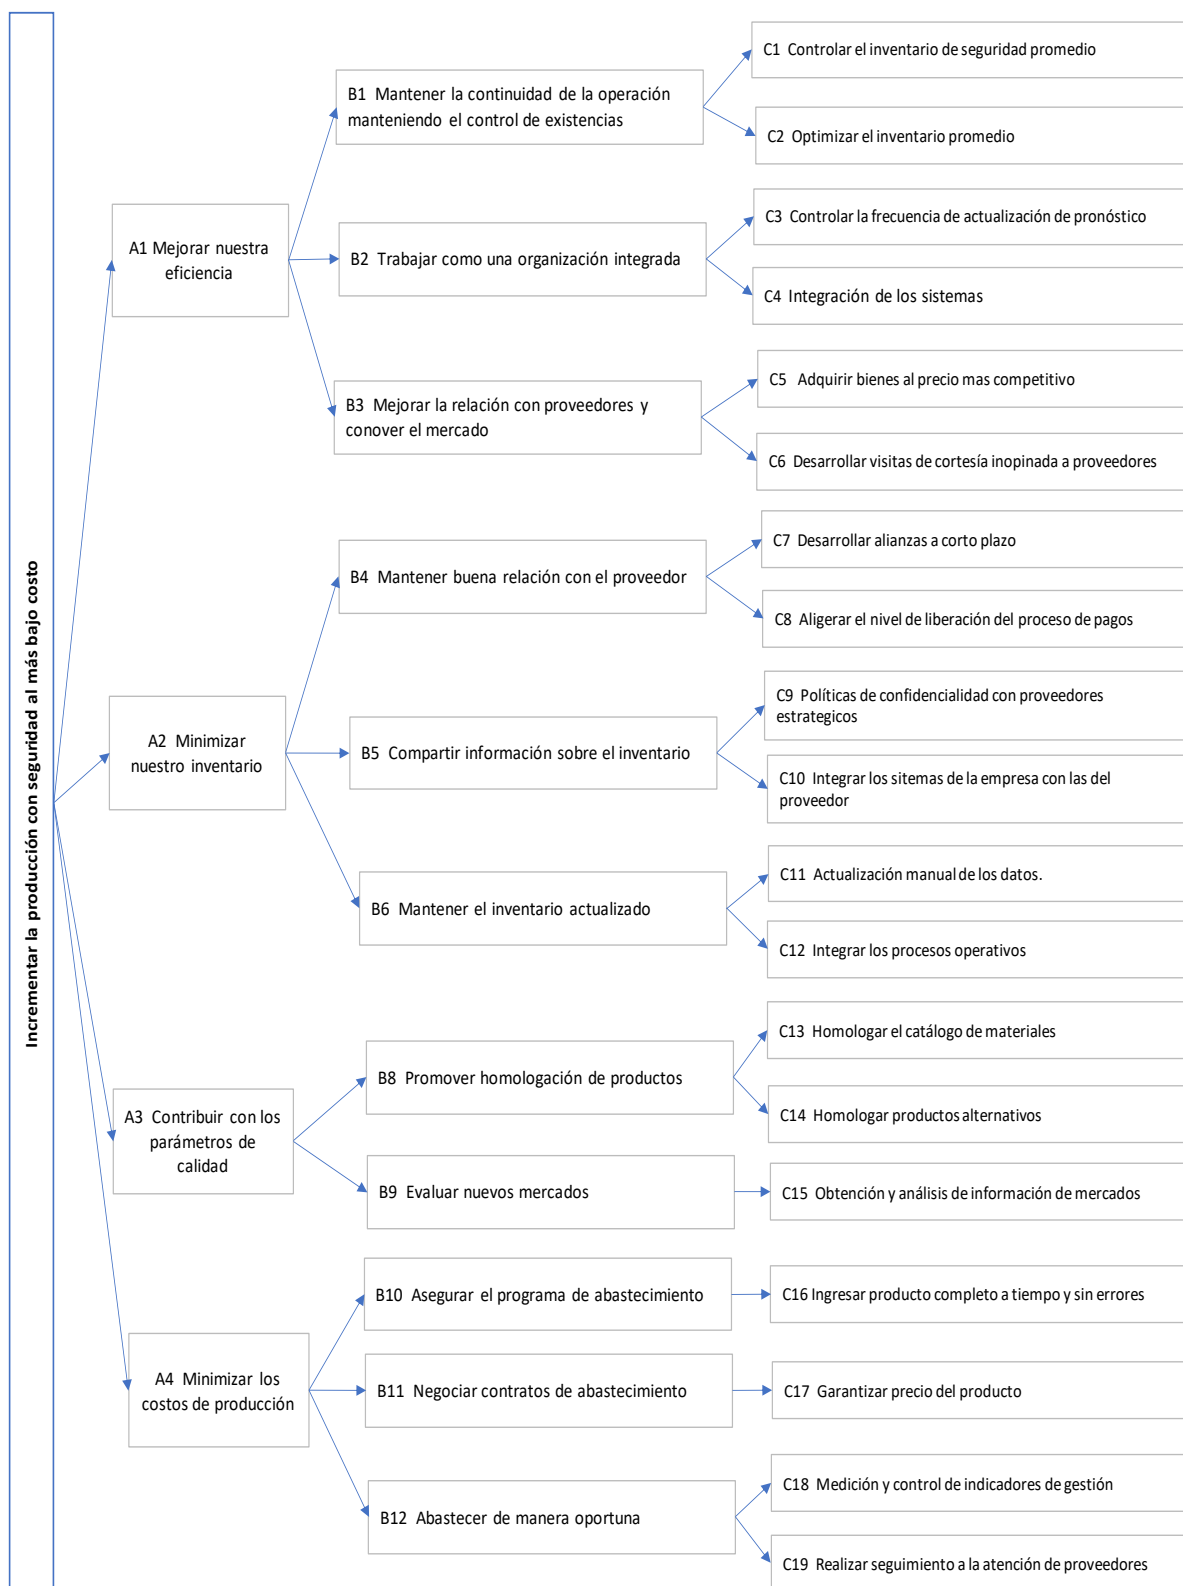 Incrementar la producción con seguridad al más bajo costo
A1 Mejorar nuestra
eficiencia
B1 Mantener la continuidad de la operación
manteniendo el control de existencias
C1 Controlar el inventario de seguridad promedio
C2 Optimizar el inventario promedio
B2 Trabajar como una organización integrada
C3 Controlar la frecuencia de actualización de pronóstico
C4 Integración de los sistemas
B3 Mejorar la relación con proveedores y
conover el mercado
C5 Adquirir bienes al precio mas competitivo
C6 Desarrollar visitas de cortesía inopinada a proveedores
A2 Minimizar
nuestro inventario
B4 Mantener buena relación con el proveedor
C7 Desarrollar alianzas a corto plazo
C8 Aligerar el nivel de liberación del proceso de pagos
B5 Compartir información sobre el inventario
C9 Políticas de confidencialidad con proveedores
estrategicos
C10 Integrar los sitemas de la empresa con las del
proveedor
B6 Mantener el inventario actualizado
C11 Actualización manual de los datos.
C12 Integrar los procesos operativos
A3 Contribuir con los
parámetros de
calidad
B8 Promover homologación de productos
C13 Homologar el catálogo de materiales
C14 Homologar productos alternativos
B9 Evaluar nuevos mercados
C15 Obtención y análisis de información de mercados
A4 Minimizar los
costos de producción
B10 Asegurar el programa de abastecimiento
C16 Ingresar producto completo a tiempo y sin errores
B11 Negociar contratos de abastecimiento
C17 Garantizar precio del producto
B12 Abastecer de manera oportuna
C18 Medición y control de indicadores de gestión
C19 Realizar seguimiento a la atención de proveedores